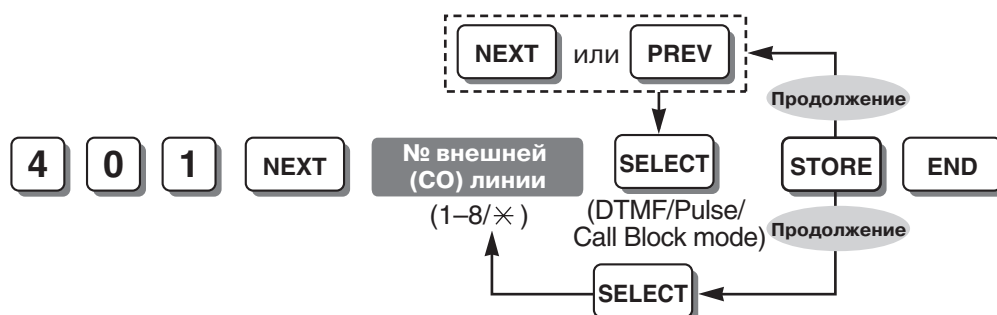 NEXT или PREV
Продолжение
4 0 1 NEXT № внешней (СО) линии SELECT STORE END
(1–8/✳)
(DTMF/Pulse/
Call Block mode)
Продолжение
SELECT